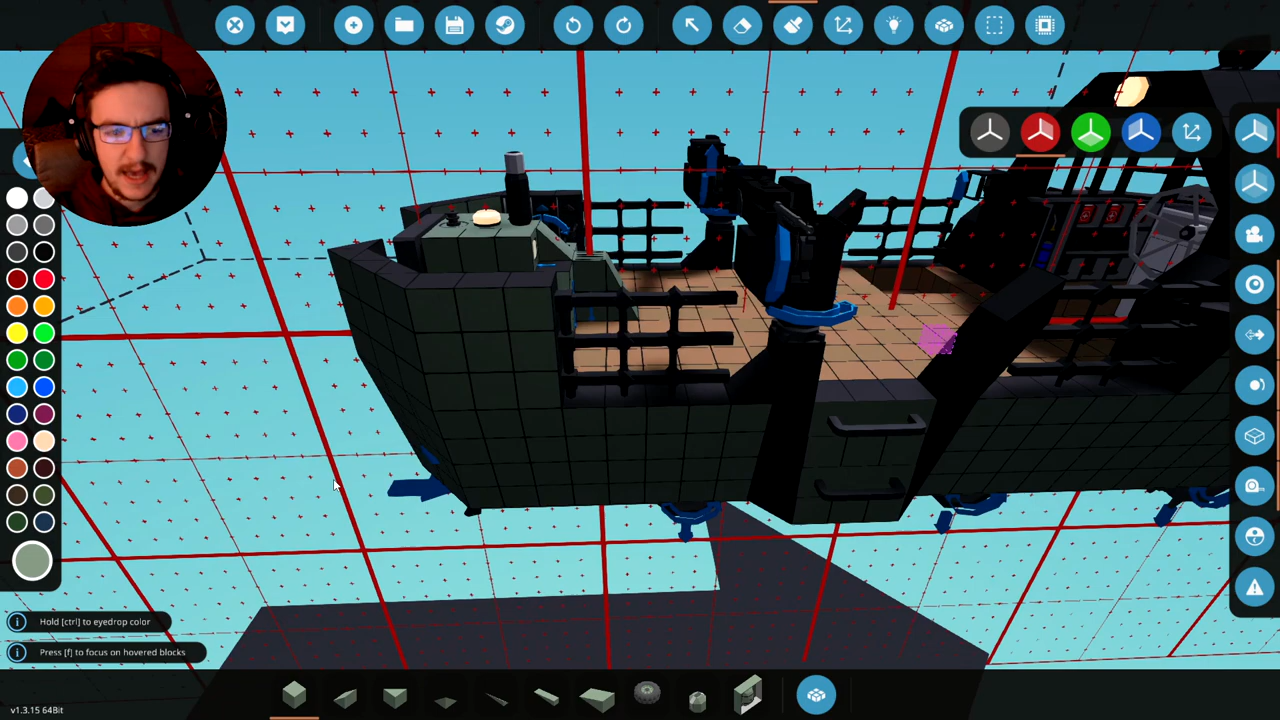 Hold [ctrl] to eyedrop color
Press [f] to focus on hovered blocks
v1.3.15 64Bit